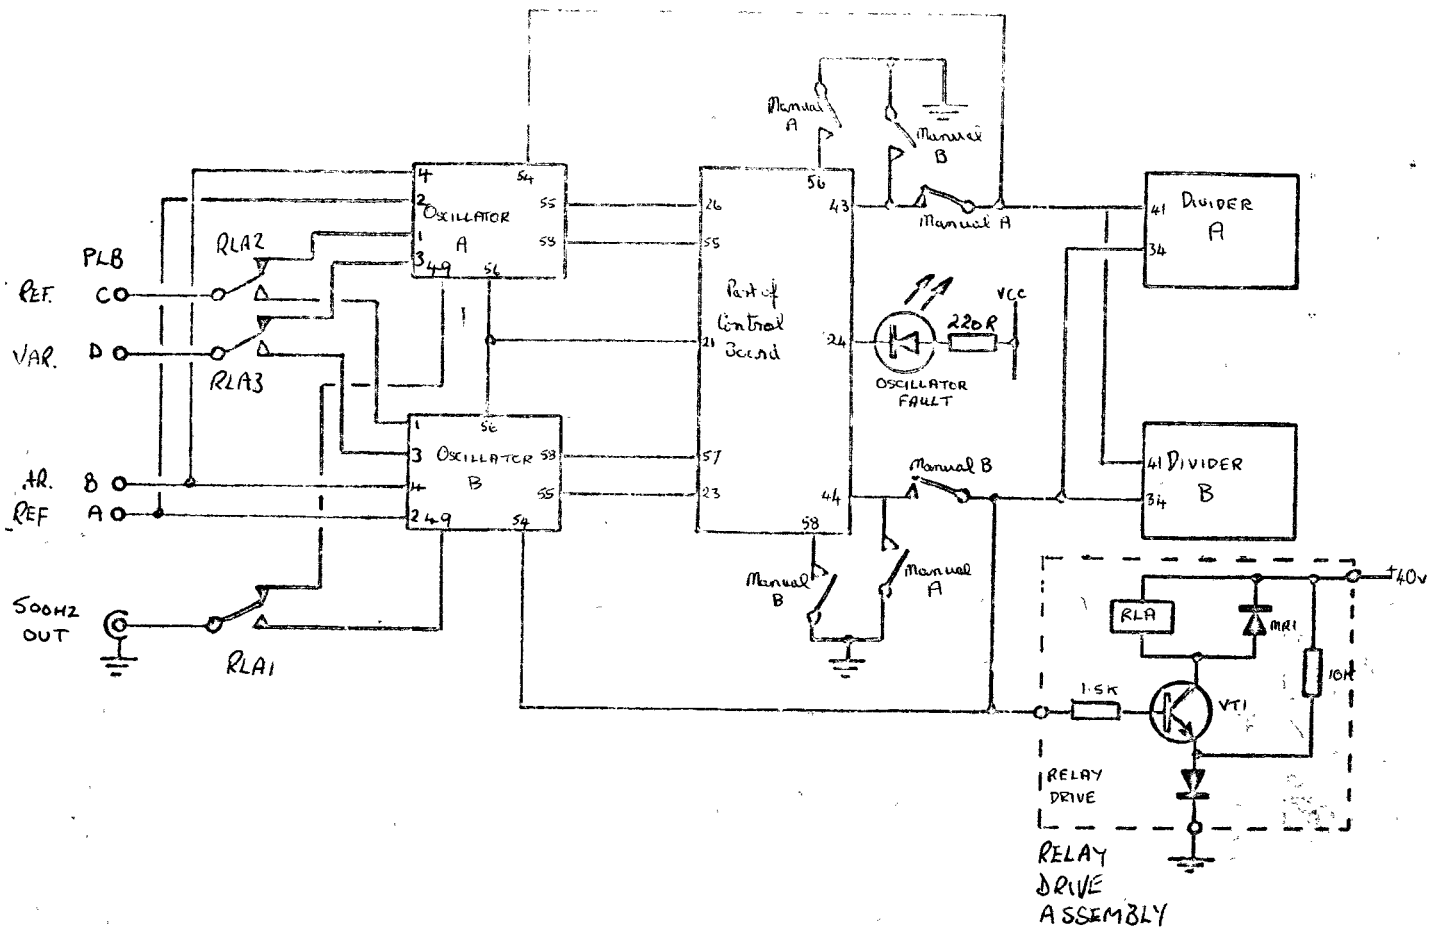 Manual
A
Manual
B
4
2
1
3
49
54
55
53
56
OSCILLATOR
A
26
55
21
57
23
56
43
24
44
58
Part of
Control
Board
Manual A
41
34
DIVIDER
A
PLB
RLA2
REF. C
VAR. D
RLA3
VCC
220R
OSCILLATOR
FAULT
1
3
4
2
49
56
53
55
54
OSCILLATOR
B
B
REF A
Manual B
41
34
DIVIDER
B
Manual
B
Manual
A
500HZ
OUT
RLA1
+40V
RLA
MR1
10K
1.5K
VT1
RELAY
DRIVE
RELAY
DRIVE
ASSEMBLY